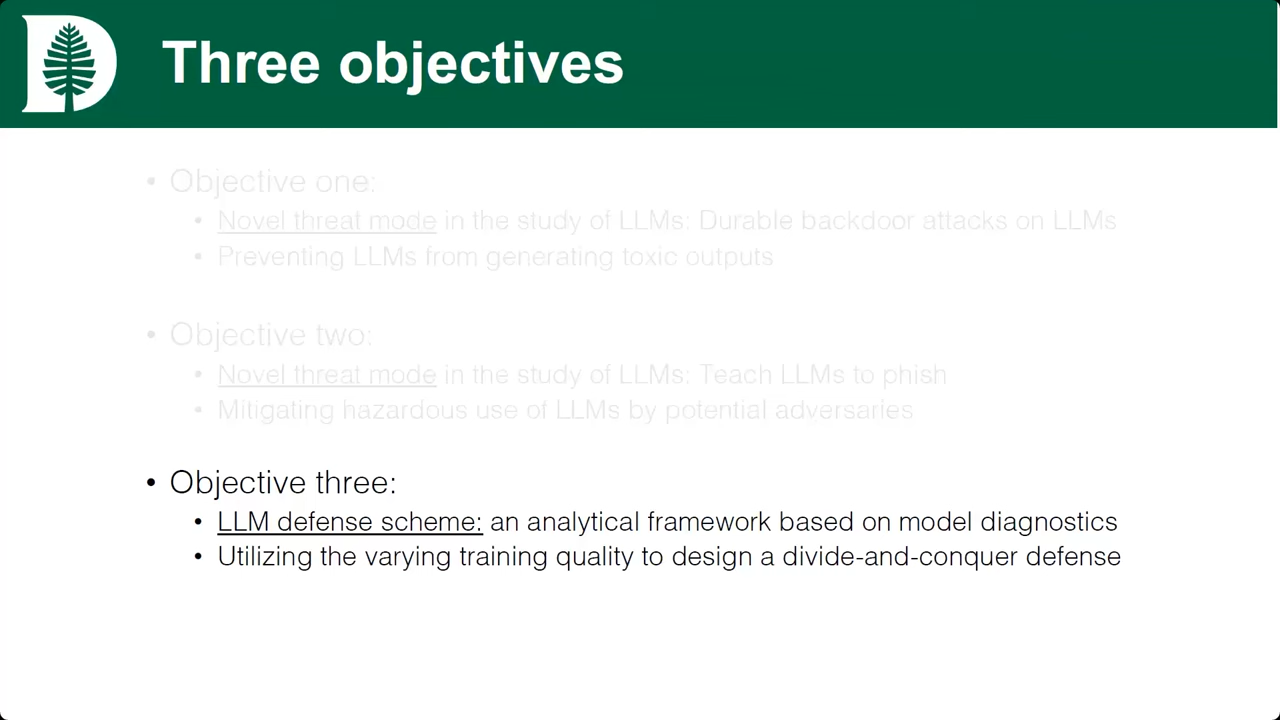 Three objectives
• Objective one:
• Novel threat mode in the study of LLMs: Durable backdoor attacks on LLMs
• Preventing LLMs from generating toxic outputs
• Objective two:
• Novel threat mode in the study of LLMs: Teach LLMs to phish
• Mitigating hazardous use of LLMs by potential adversaries
• Objective three:
• LLM defense scheme: an analytical framework based on model diagnostics
• Utilizing the varying training quality to design a divide-and-conquer defense